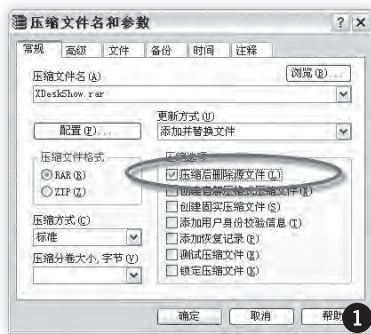 压缩文件名和参数
常规 高级 文件 备份 时间 注释
压缩文件名(A) 浏览(B)...
XDeskShow.rar
更新方式(U)
配置(F)... 添加并替换文件
压缩文件格式 压缩选项
RAR(R) 压缩后删除源文件(L)
ZIP(Z) 创建自解压格式压缩文件(X)
创建固实压缩文件(S)
压缩方式(C) 添加用户身份校验信息(T)
标准 添加恢复记录(E)
压缩分卷大小,字节(V) 测试压缩文件(K)
锁定压缩文件(K)
确定 取消 帮助 1